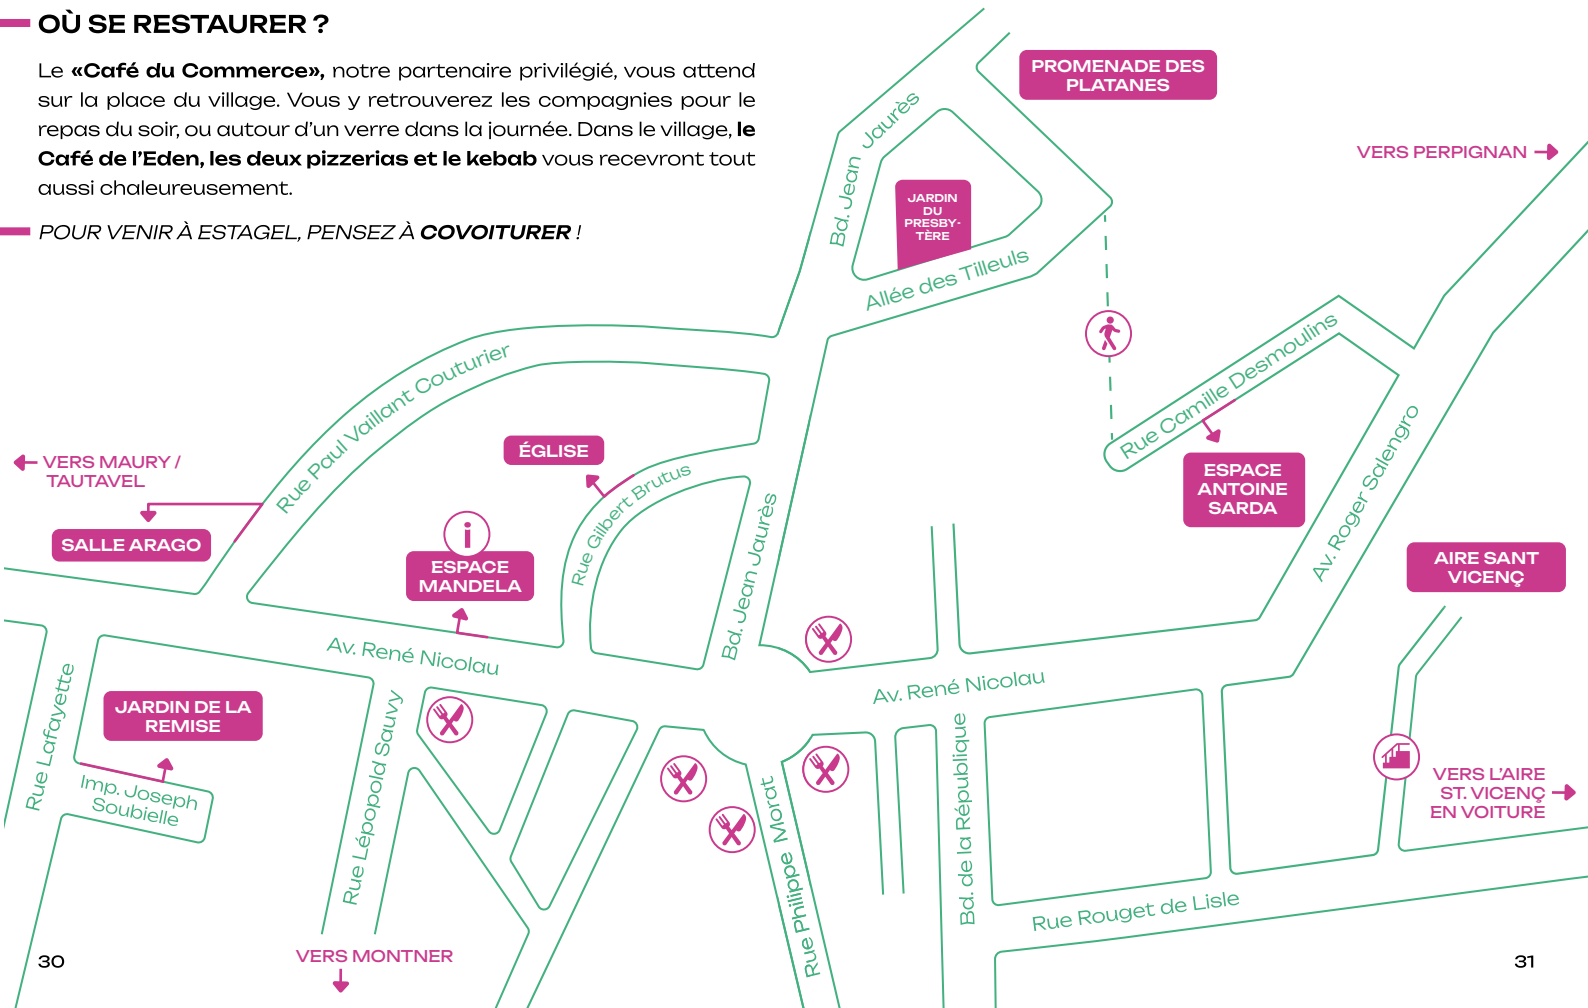 OÙ SE RESTAURER ?
Le «Café du Commerce», notre partenaire privilégié, vous attend
sur la place du village. Vous y retrouverez les compagnies pour le
repas du soir, ou autour d’un verre dans la journée. Dans le village, le
Café de l’Eden, les deux pizzerias et le kebab vous recevront tout
aussi chaleureusement.
POUR VENIR À ESTAGEL, PENSEZ À COVOITURER !
PROMENADE DES
PLATANES
VERS PERPIGNAN
Bd. Jean Jaurès
JARDIN
DU
PRESBY-
TÈRE
Allée des Tilleuls
Rue Paul Vaillant Couturier
Rue Camille Desmoulins
ÉGLISE
VERS MAURY /
TAUTAVEL
Rue Gilbert Brutus
ESPACE
ANTOINE
SARDA
Av. Roger Salengro
SALLE ARAGO
i
ESPACE
MANDELA
Bd. Jean Jaurès
AIRE SANT
VICENÇ
Av. René Nicolau
Av. René Nicolau
Rue Lafayette
JARDIN DE LA
REMISE
Imp. Joseph
Soubielle
Rue Lépopold Sauvy
Rue Philippe Morat
Bd. de la République
VERS L’AIRE
ST. VICENÇ
EN VOITURE
Rue Rouget de Lisle
VERS MONTNER
30
31